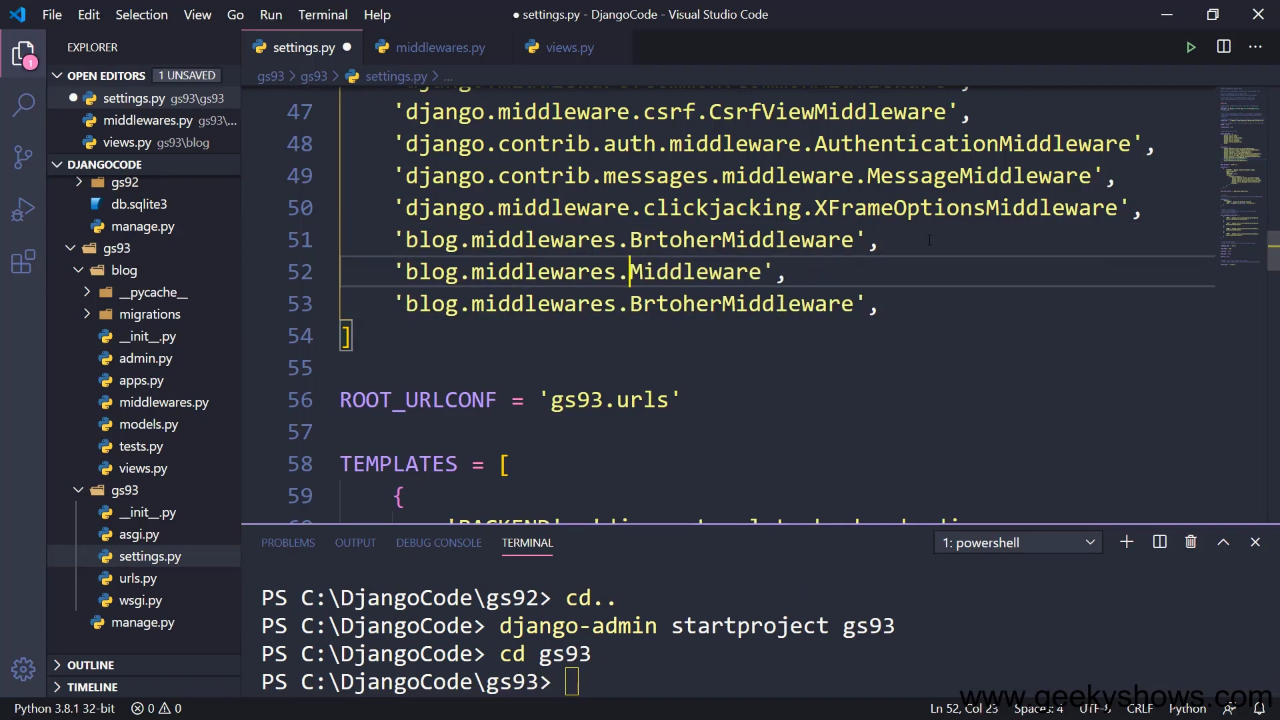 File Edit Selection View Go Run Terminal Help
● settings.py - DjangoCode - Visual Studio Code
EXPLORER
settings.py ●
middlewares.py
views.py
OPEN EDITORS 1 UNSAVED
gs93 > gs93 > settings.py > ...
settings.py gs93\gs93
middlewares.py gs93\...
views.py gs93\blog
DJANGOCODE
gs92
db.sqlite3
manage.py
gs93
blog
__pycache__
migrations
__init__.py
admin.py
apps.py
middlewares.py
models.py
tests.py
views.py
gs93
__init__.py
asgi.py
settings.py
urls.py
wsgi.py
manage.py
OUTLINE
TIMELINE
47 'django.middleware.csrf.CsrfViewMiddleware',
48 'django.contrib.auth.middleware.AuthenticationMiddleware',
49 'django.contrib.messages.middleware.MessageMiddleware',
50 'django.middleware.clickjacking.XFrameOptionsMiddleware',
51 'blog.middlewares.BrtoherMiddleware',
52 'blog.middlewares.Middleware',
53 'blog.middlewares.BrtoherMiddleware',
54 ]
55
56 ROOT_URLCONF = 'gs93.urls'
57
58 TEMPLATES = [
59 {
PROBLEMS OUTPUT DEBUG CONSOLE TERMINAL
1: powershell
PS C:\DjangoCode\gs92> cd..
PS C:\DjangoCode> django-admin startproject gs93
PS C:\DjangoCode> cd gs93
PS C:\DjangoCode\gs93>
www.geekyshows.com
Python 3.8.1 32-bit 0 0
Ln 52, Col 23 Spaces: 4 UTF-8 CRLF Python